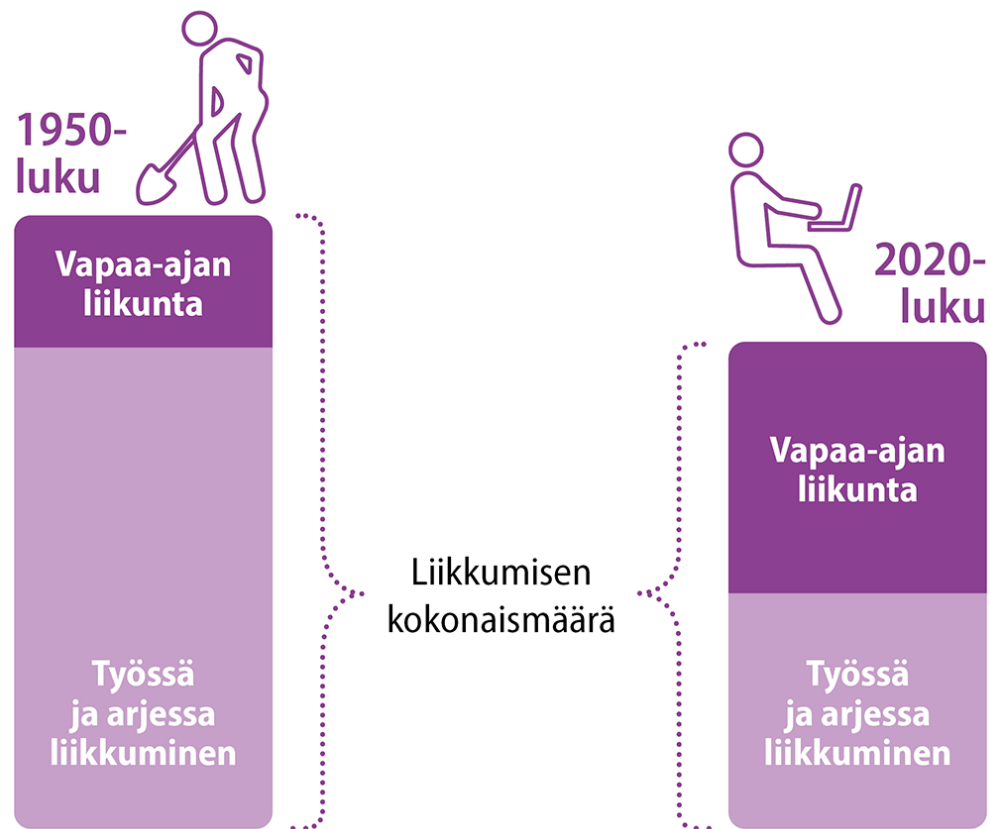 1950-
luku
Vapaa-ajan
liikunta
Työssä
ja arjessa
liikkuminen
Liikkumisen
kokonaismäärä
2020-
luku
Vapaa-ajan
liikunta
Työssä
ja arjessa
liikkuminen